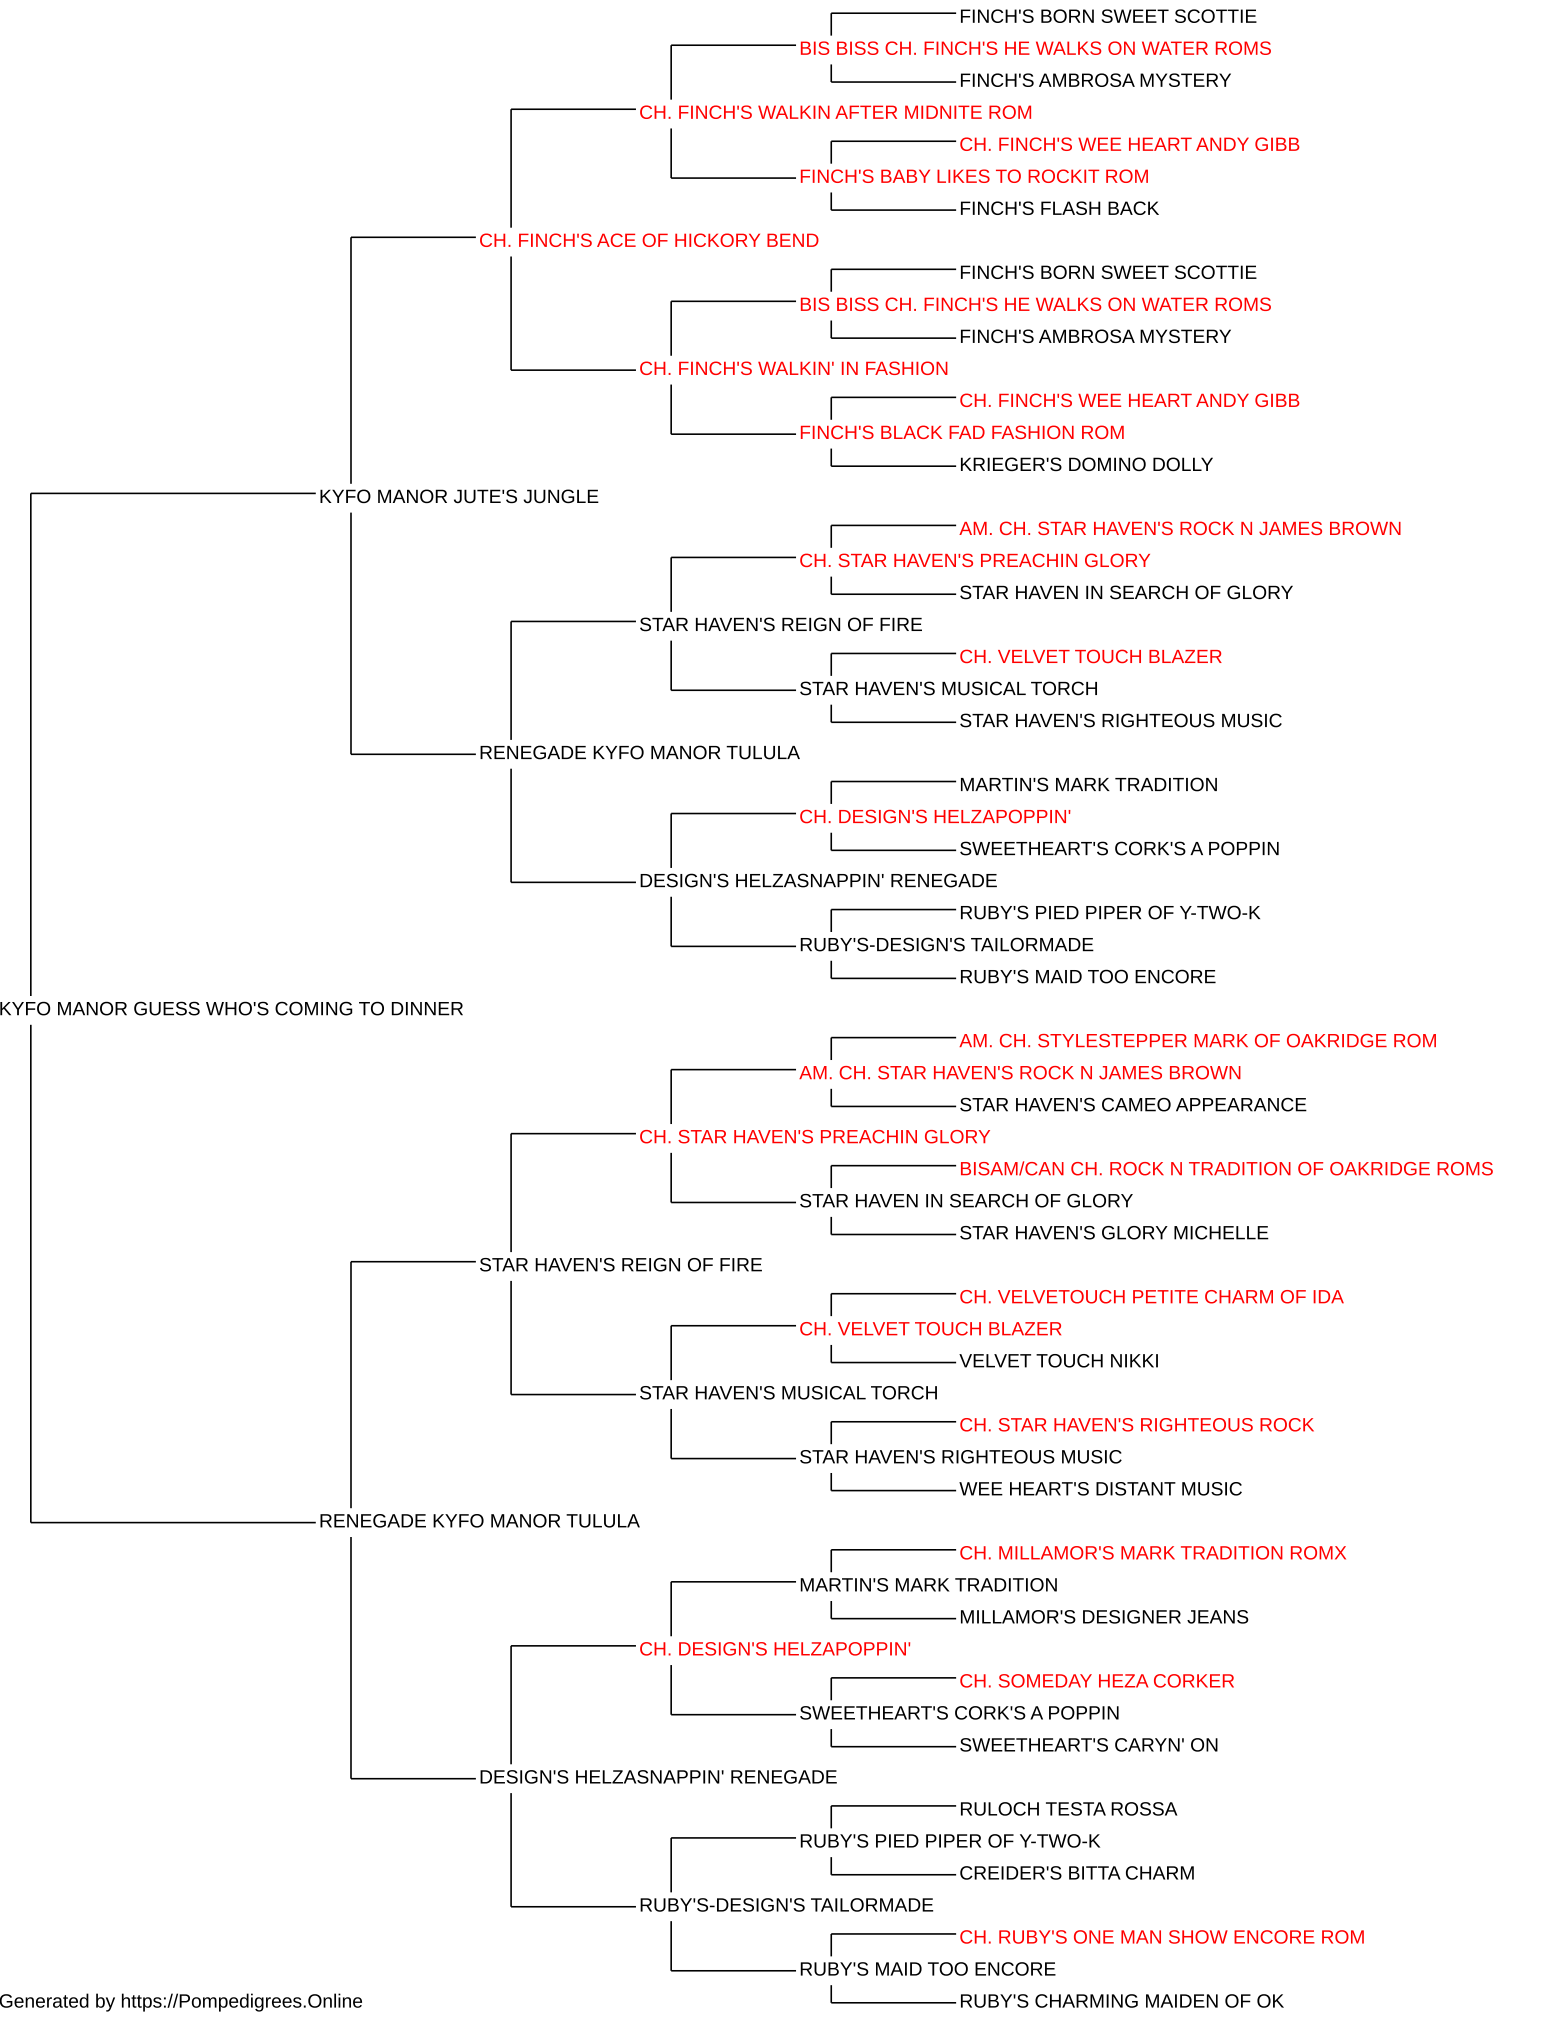 FINCH'S BORN SWEET SCOTTIE
BIS BISS CH. FINCH'S HE WALKS ON WATER ROMS
FINCH'S AMBROSA MYSTERY
CH. FINCH'S WALKIN AFTER MIDNITE ROM
CH. FINCH'S WEE HEART ANDY GIBB
FINCH'S BABY LIKES TO ROCKIT ROM
FINCH'S FLASH BACK
CH. FINCH'S ACE OF HICKORY BEND
FINCH'S BORN SWEET SCOTTIE
BIS BISS CH. FINCH'S HE WALKS ON WATER ROMS
FINCH'S AMBROSA MYSTERY
CH. FINCH'S WALKIN' IN FASHION
CH. FINCH'S WEE HEART ANDY GIBB
FINCH'S BLACK FAD FASHION ROM
KRIEGER'S DOMINO DOLLY
KYFO MANOR JUTE'S JUNGLE
AM. CH. STAR HAVEN'S ROCK N JAMES BROWN
CH. STAR HAVEN'S PREACHIN GLORY
STAR HAVEN IN SEARCH OF GLORY
STAR HAVEN'S REIGN OF FIRE
CH. VELVET TOUCH BLAZER
STAR HAVEN'S MUSICAL TORCH
STAR HAVEN'S RIGHTEOUS MUSIC
RENEGADE KYFO MANOR TULULA
MARTIN'S MARK TRADITION
CH. DESIGN'S HELZAPOPPIN'
SWEETHEART'S CORK'S A POPPIN
DESIGN'S HELZASNAPPIN' RENEGADE
RUBY'S PIED PIPER OF Y-TWO-K
RUBY'S-DESIGN'S TAILORMADE
RUBY'S MAID TOO ENCORE
KYFO MANOR GUESS WHO'S COMING TO DINNER
AM. CH. STYLESTEPPER MARK OF OAKRIDGE ROM
AM. CH. STAR HAVEN'S ROCK N JAMES BROWN
STAR HAVEN'S CAMEO APPEARANCE
CH. STAR HAVEN'S PREACHIN GLORY
BISAM/CAN CH. ROCK N TRADITION OF OAKRIDGE ROMS
STAR HAVEN IN SEARCH OF GLORY
STAR HAVEN'S GLORY MICHELLE
STAR HAVEN'S REIGN OF FIRE
CH. VELVETOUCH PETITE CHARM OF IDA
CH. VELVET TOUCH BLAZER
VELVET TOUCH NIKKI
STAR HAVEN'S MUSICAL TORCH
CH. STAR HAVEN'S RIGHTEOUS ROCK
STAR HAVEN'S RIGHTEOUS MUSIC
WEE HEART'S DISTANT MUSIC
RENEGADE KYFO MANOR TULULA
CH. MILLAMOR'S MARK TRADITION ROMX
MARTIN'S MARK TRADITION
MILLAMOR'S DESIGNER JEANS
CH. DESIGN'S HELZAPOPPIN'
CH. SOMEDAY HEZA CORKER
SWEETHEART'S CORK'S A POPPIN
SWEETHEART'S CARYN' ON
DESIGN'S HELZASNAPPIN' RENEGADE
RULOCH TESTA ROSSA
RUBY'S PIED PIPER OF Y-TWO-K
CREIDER'S BITTA CHARM
RUBY'S-DESIGN'S TAILORMADE
CH. RUBY'S ONE MAN SHOW ENCORE ROM
RUBY'S MAID TOO ENCORE
RUBY'S CHARMING MAIDEN OF OK
Generated by https://Pompedigrees.Online